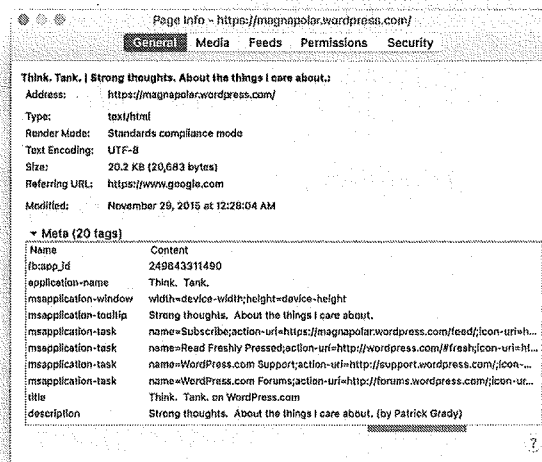 Page Info - https://magnapolar.wordpress.com/
General Media Feeds Permissions Security
Think. Tank. | Strong thoughts. About the things I care about.:
Address: https://magnapolar.wordpress.com/
Type: text/html
Render Mode: Standards compliance mode
Text Encoding: UTF-8
Size: 20.2 KB (20,683 bytes)
Referring URL: https://www.google.com
Modified: November 29, 2015 at 12:28:04 AM
Meta (20 tags)
Name Content
fb:app_id 249643311490
application-name Think. Tank.
msapplication-window width=device-width;height=device-height
msapplication-tooltip Strong thoughts. About the things I care about.
msapplication-task name=Subscribe;action-uri=https://magnapolar.wordpress.com/feed/;icon-uri=h...
msapplication-task name=Read Freshly Pressed;action-uri=http://wordpress.com/#fresh;icon-uri=ht...
msapplication-task name=WordPress.com Support;action-uri=http://support.wordpress.com/;icon-...
msapplication-task name=WordPress.com Forums;action-uri=http://forums.wordpress.com/;icon-ur...
title Think. Tank. on WordPress.com
description Strong thoughts. About the things I care about. (by Patrick Grady)
?